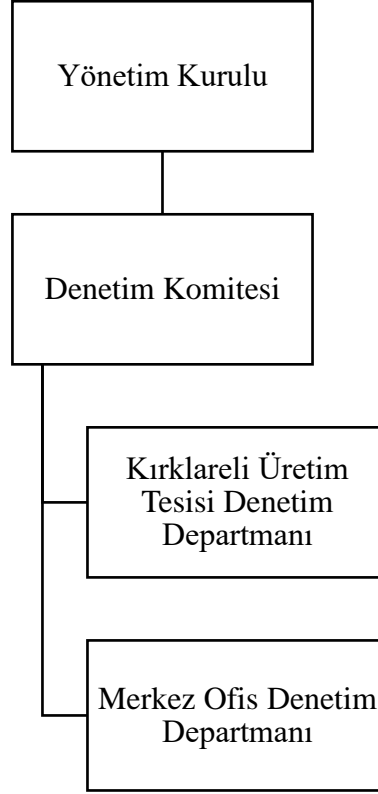 Yönetim Kurulu
Denetim Komitesi
Kırklareli Üretim
Tesisi Denetim
Departmanı
Merkez Ofis Denetim
Departmanı